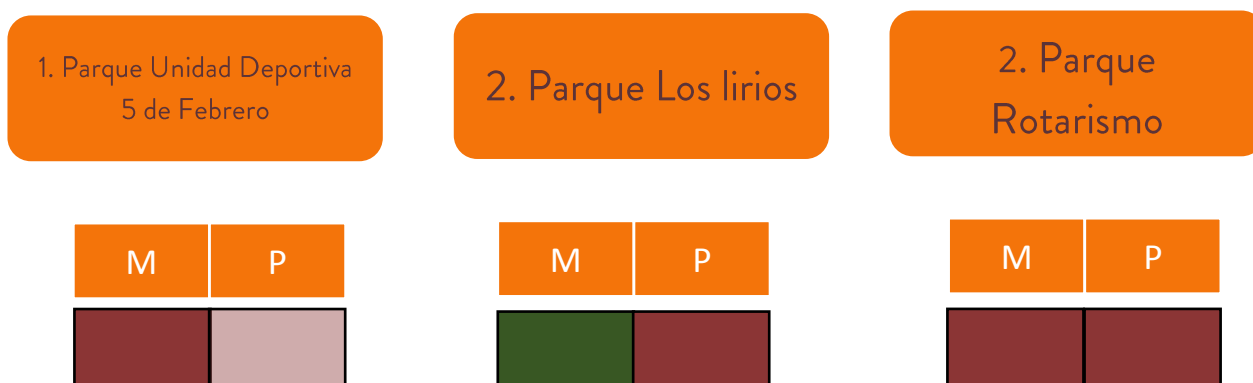 1. Parque Unidad Deportiva
5 de Febrero
2. Parque Los lirios
2. Parque
Rotarismo
M P
M P
M P